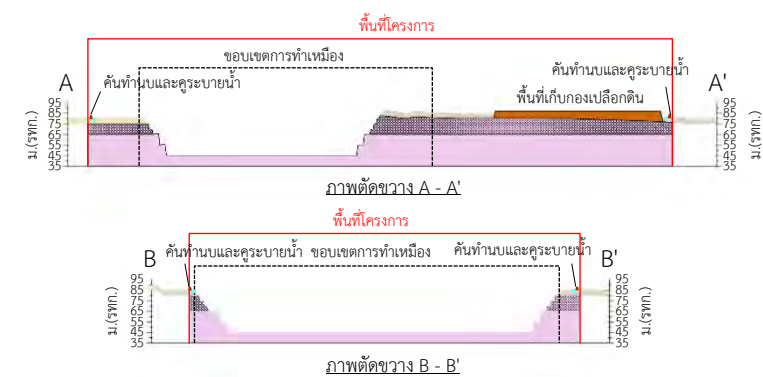 พื้นที่โครงการ
ขอบเขตการทำเหมือง
A
คันทำนบและคูระบายน้ำ
คันทำนบและคูระบายน้ำ
A'
พื้นที่เก็บกองเปลือกดิน
ม.(รทก.)
95
85
75
65
55
45
35
95
85
75
65
55
45
35
ม.(รทก.)
ภาพตัดขวาง A - A'
พื้นที่โครงการ
B
คันทำนบและคูระบายน้ำ
ขอบเขตการทำเหมือง
คันทำนบและคูระบายน้ำ
B'
ม.(รทก.)
95
85
75
65
55
45
35
95
85
75
65
55
45
35
ม.(รทก.)
ภาพตัดขวาง B - B'